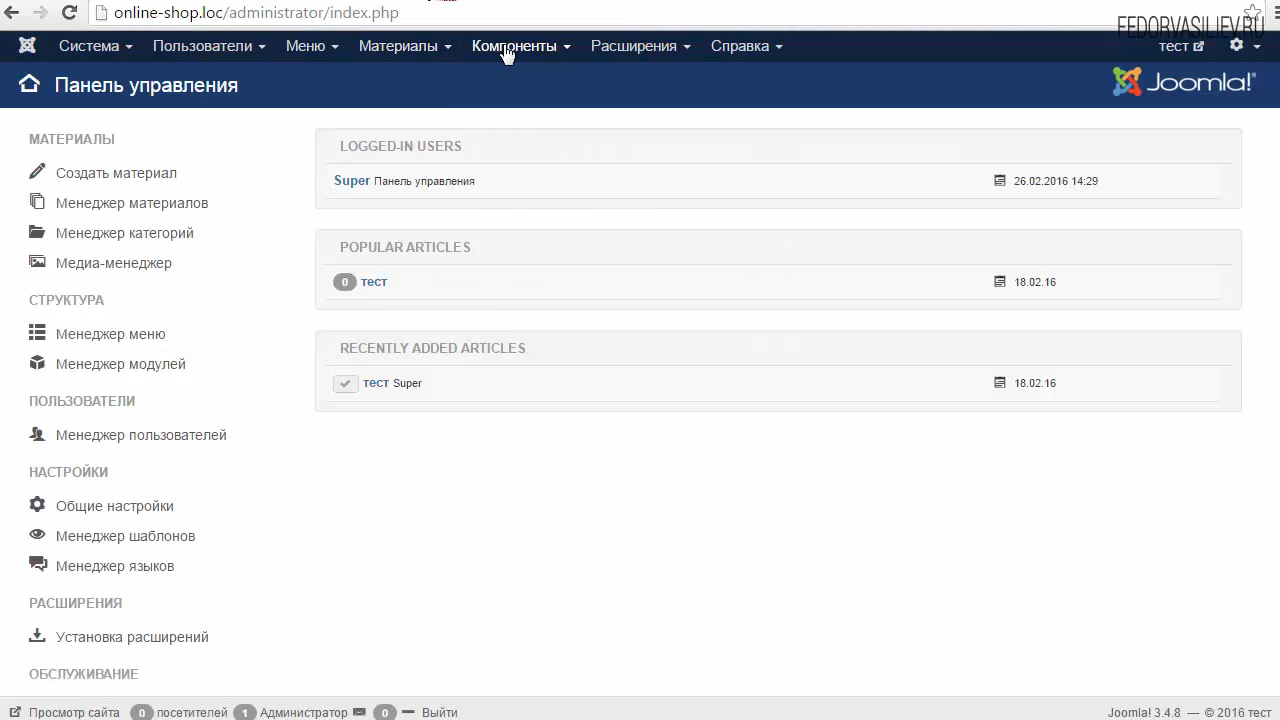 online-shop.loc/administrator/index.php
FEDORVASILIEV.RU
Система Пользователи Меню Материалы Компоненты Расширения Справка тест
Панель управления Joomla!
МАТЕРИАЛЫ
Создать материал
Менеджер материалов
Менеджер категорий
Медиа-менеджер
СТРУКТУРА
Менеджер меню
Менеджер модулей
ПОЛЬЗОВАТЕЛИ
Менеджер пользователей
НАСТРОЙКИ
Общие настройки
Менеджер шаблонов
Менеджер языков
РАСШИРЕНИЯ
Установка расширений
ОБСЛУЖИВАНИЕ
LOGGED-IN USERS
Super Панель управления 26.02.2016 14:29
POPULAR ARTICLES
0 тест 18.02.16
RECENTLY ADDED ARTICLES
тест Super 18.02.16
Просмотр сайта 0 посетителей 1 Администратор 0 Выйти Joomla! 3.4.8 — © 2016 тест